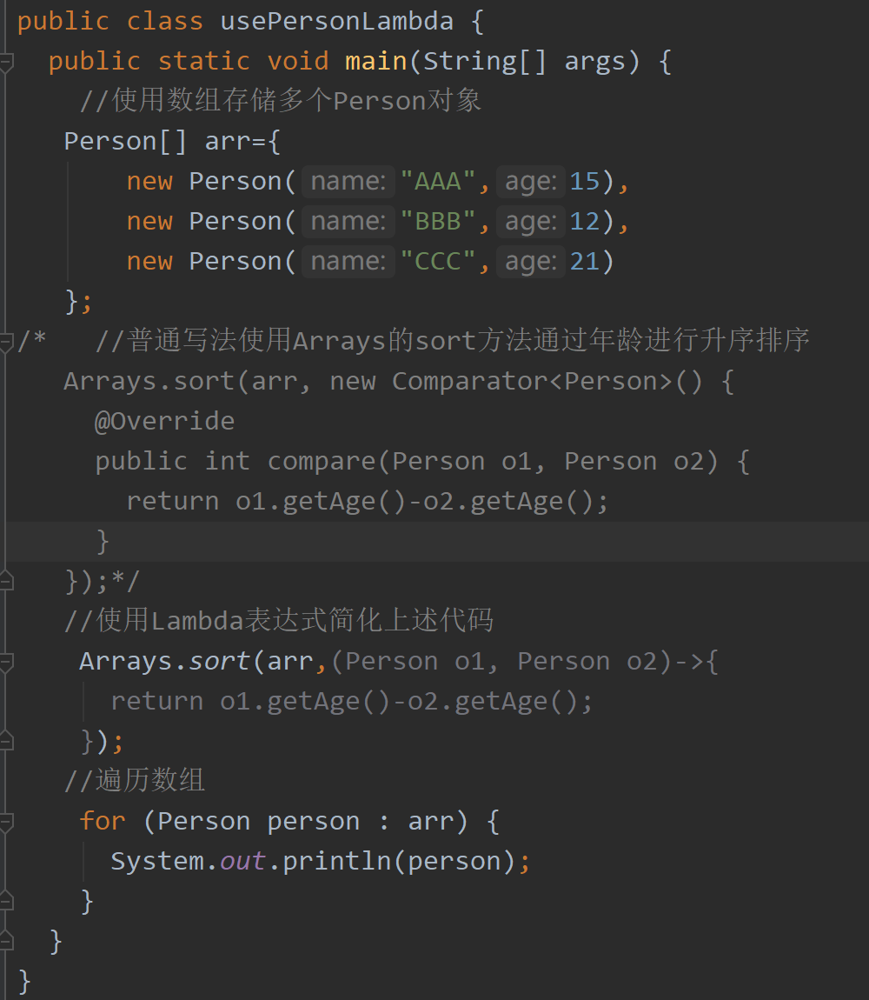 public class usePersonLambda {
public static void main(String[] args) {
//使用数组存储多个Person对象
Person[] arr={
new Person( name: "AAA", age: 15),
new Person( name: "BBB", age: 12),
new Person( name: "CCC", age: 21)
};
/* //普通写法使用Arrays的sort方法通过年龄进行升序排序
Arrays.sort(arr, new Comparator<Person>() {
@Override
public int compare(Person o1, Person o2) {
return o1.getAge()-o2.getAge();
}
});*/
//使用Lambda表达式简化上述代码
Arrays.sort(arr,(Person o1, Person o2)->{
return o1.getAge()-o2.getAge();
});
//遍历数组
for (Person person : arr) {
System.out.println(person);
}
}
}